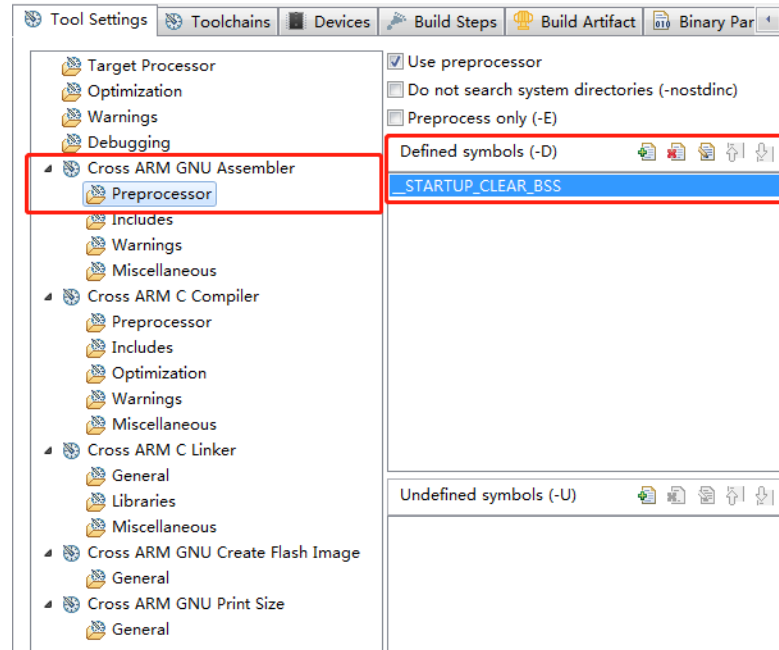 Tool Settings
Toolchains
Devices
Build Steps
Build Artifact
Binary Par
Target Processor
Optimization
Warnings
Debugging
Cross ARM GNU Assembler
Preprocessor
Includes
Warnings
Miscellaneous
Cross ARM C Compiler
Preprocessor
Includes
Optimization
Warnings
Miscellaneous
Cross ARM C Linker
General
Libraries
Miscellaneous
Cross ARM GNU Create Flash Image
General
Cross ARM GNU Print Size
General
Use preprocessor
Do not search system directories (-nostdinc)
Preprocess only (-E)
Defined symbols (-D)
__STARTUP_CLEAR_BSS
Undefined symbols (-U)